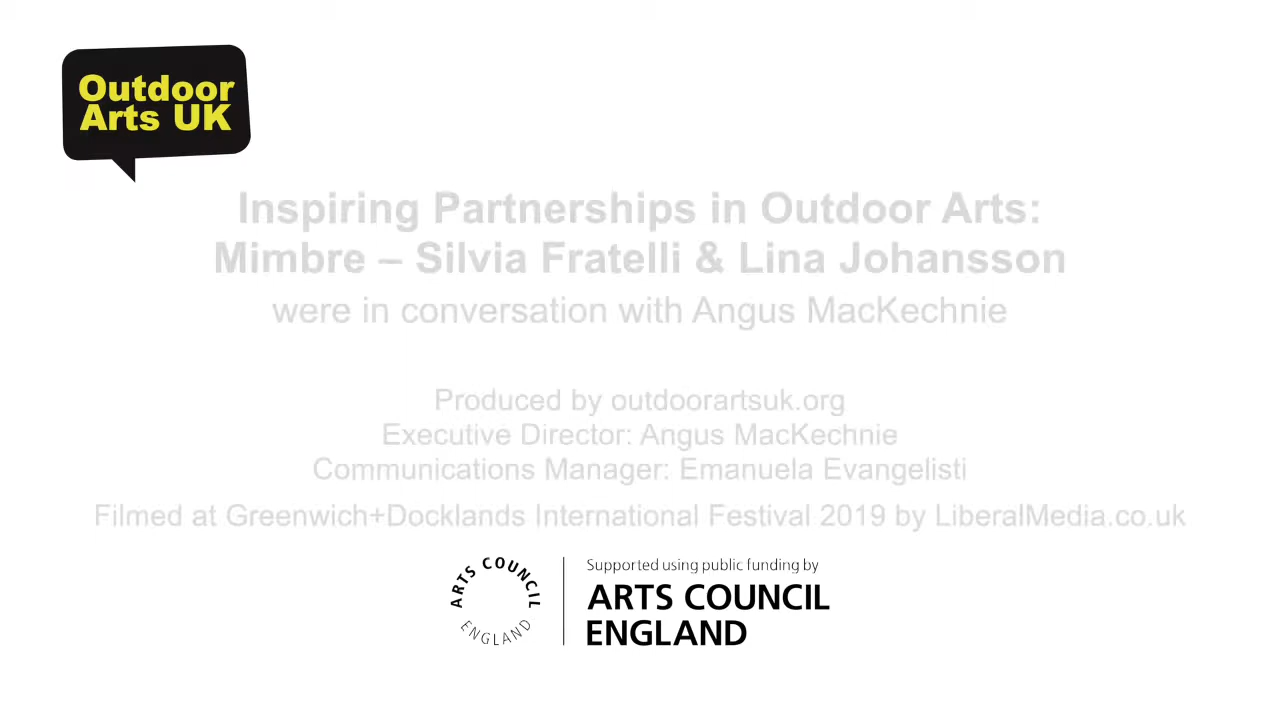 Outdoor
Arts UK
Inspiring Partnerships in Outdoor Arts:
Mimbre – Silvia Fratelli & Lina Johansson
were in conversation with Angus MacKechnie
Produced by outdoorartsuk.org
Executive Director: Angus MacKechnie
Communications Manager: Emanuela Evangelisti
Filmed at Greenwich+Docklands International Festival 2019 by LiberalMedia.co.uk
ARTS COUNCIL
ENGLAND
Supported using public funding by
ARTS COUNCIL
ENGLAND